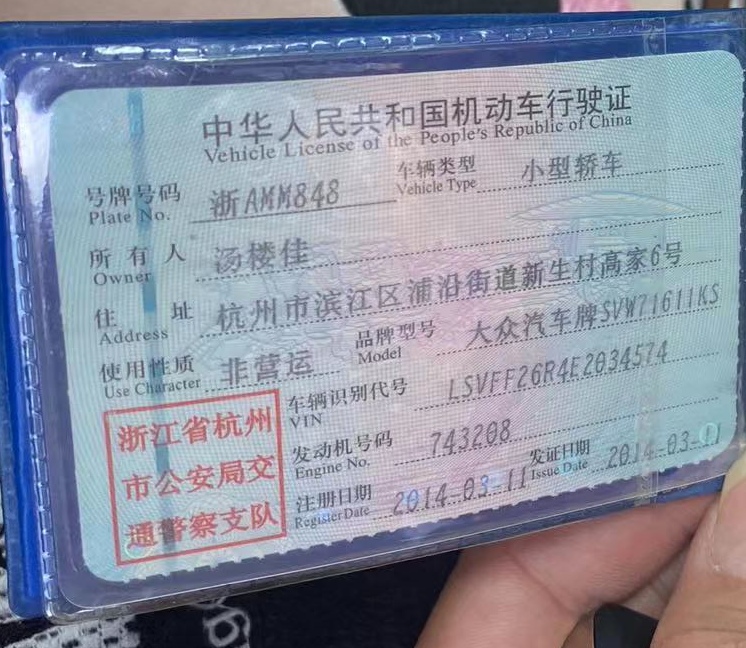 中华人民共和国机动车行驶证
Vehicle License of the People's Republic of China
号牌号码 浙AMM848 车辆类型 小型轿车
Plate No. Vehicle Type
所有人 汤楼佳
Owner
住址 杭州市滨江区浦沿街道新生村高家6号
Address
使用性质 非营运 品牌型号 大众汽车牌SVW71611KS
Use Character Model
车辆识别代号 LSVFF26R4E2034574
VIN
发动机号码 743208
Engine No.
注册日期 2014-03-11 发证日期 2014-03-11
Register Date Issue Date
浙江省杭州
市公安局交
通警察支队